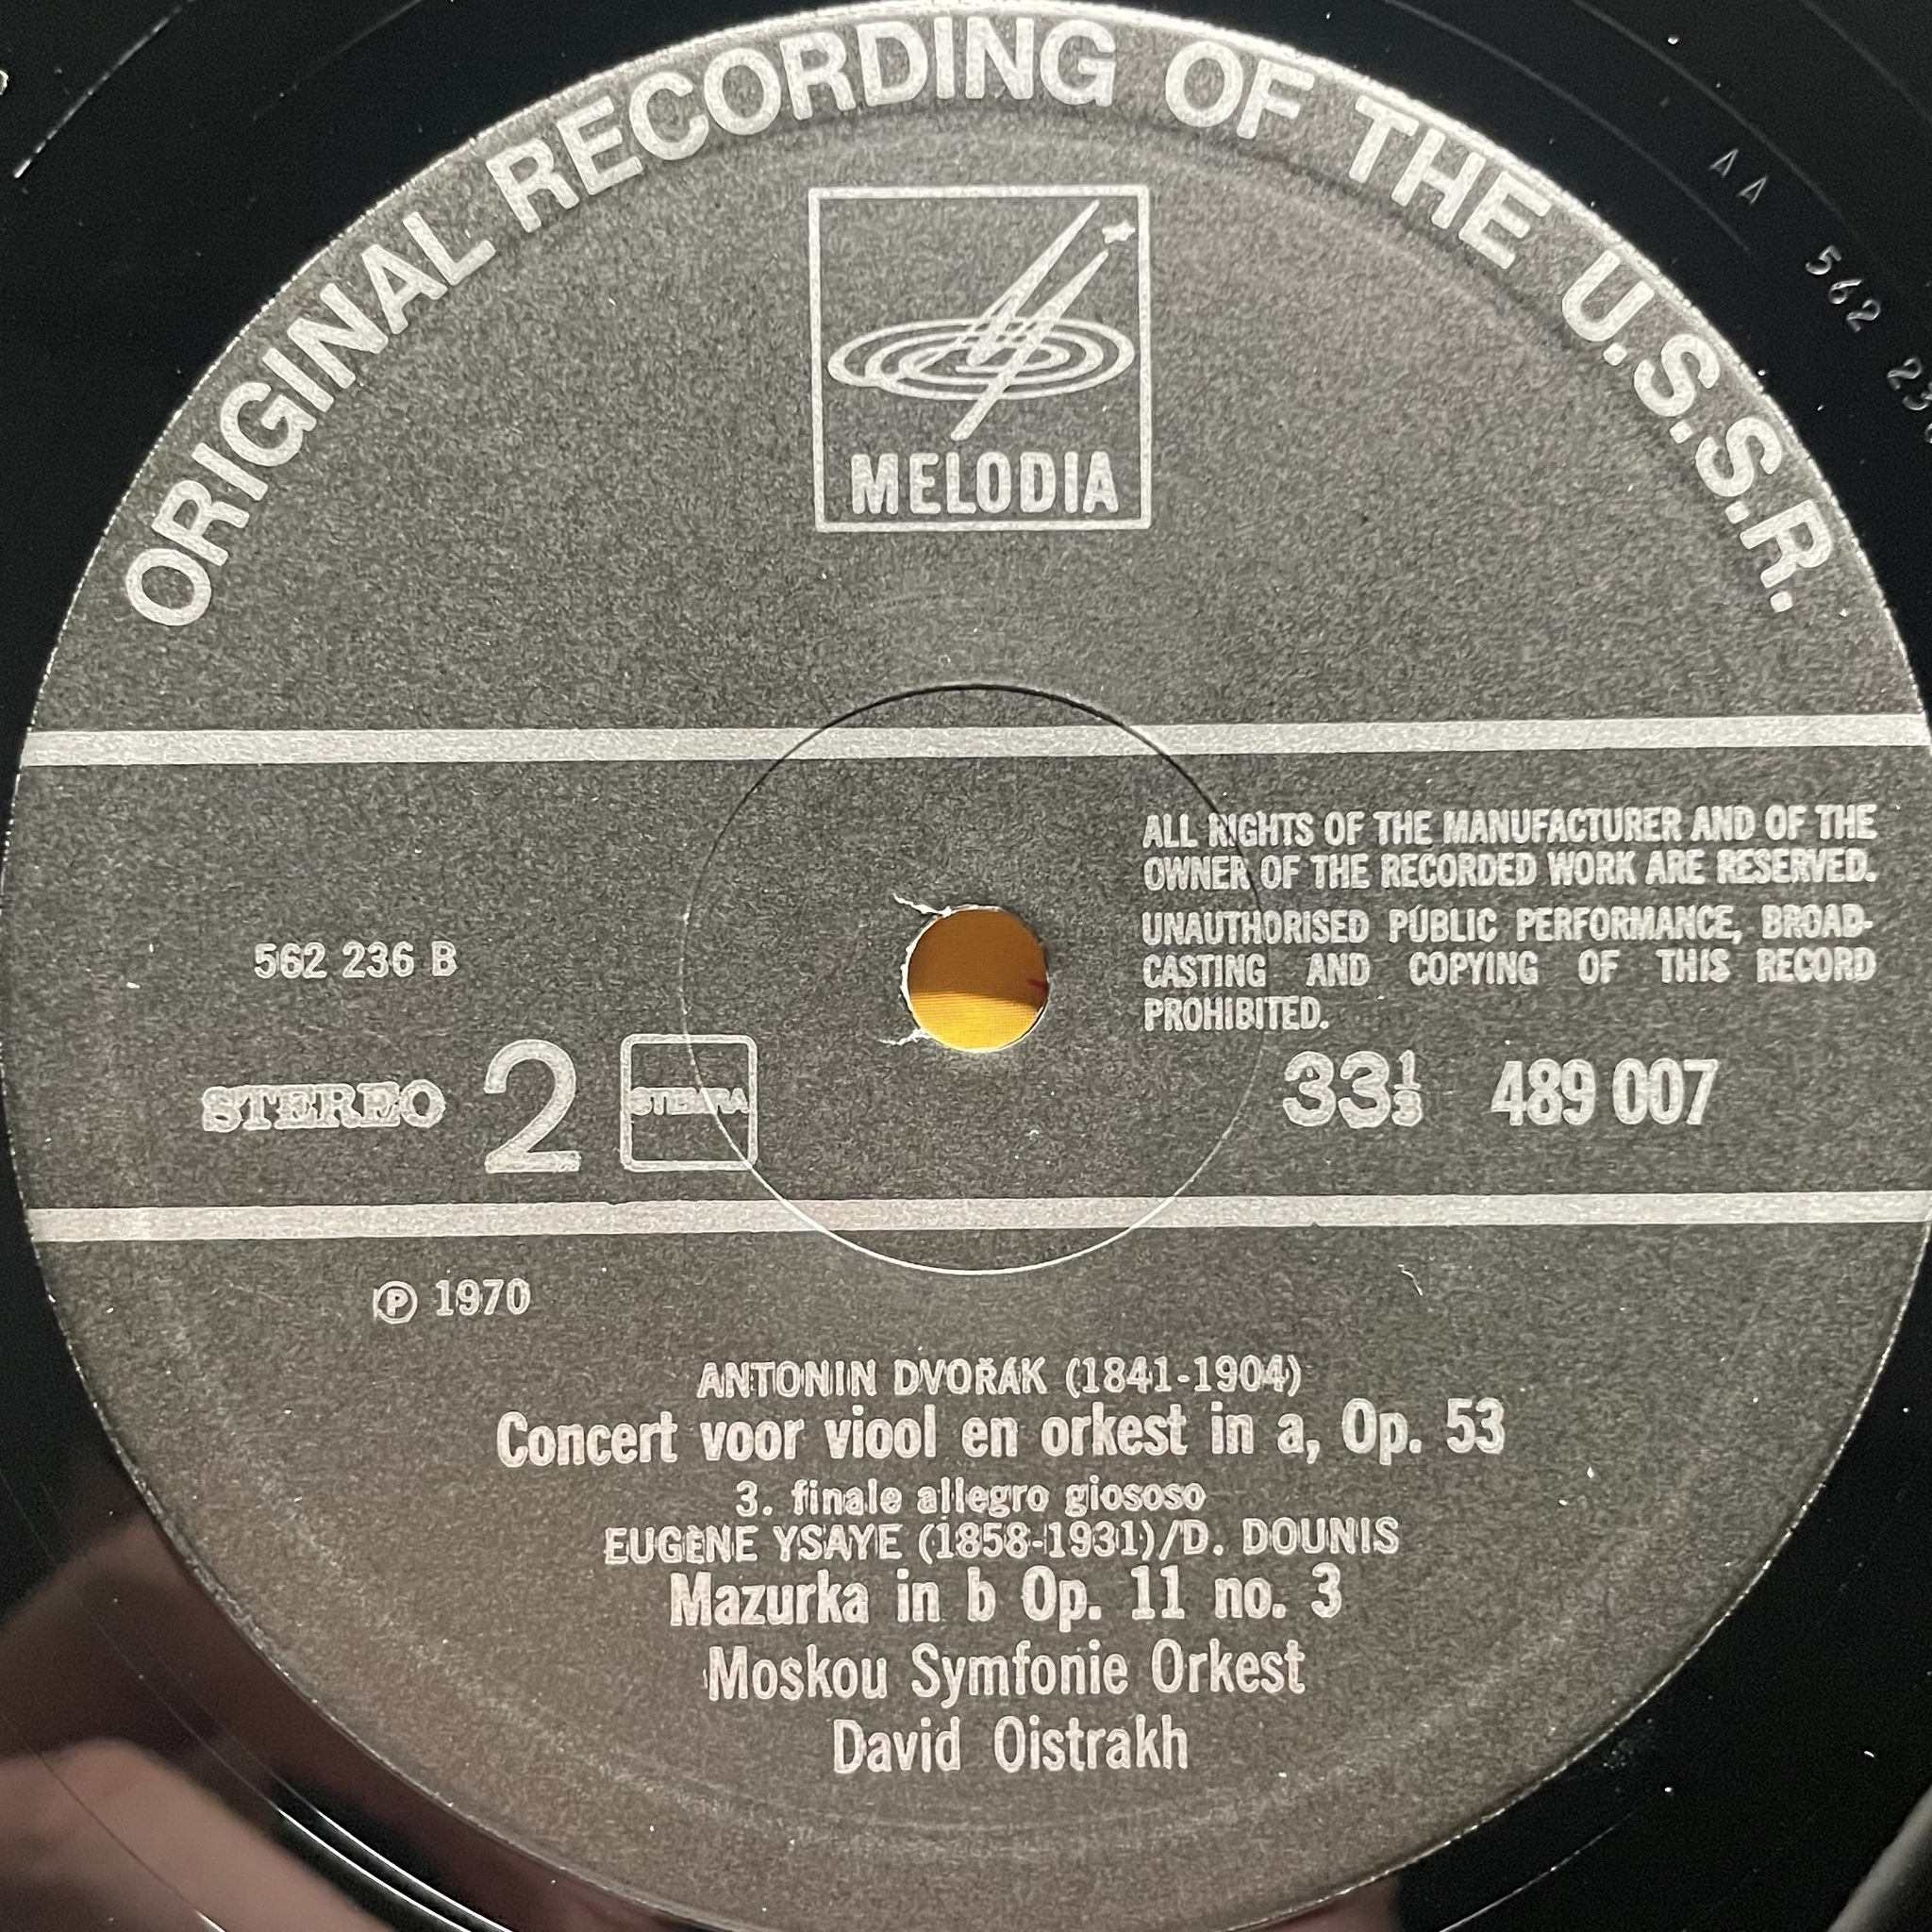 ORIGINAL RECORDING OF THE U.S.S.R.
AA 562 23
MELODIA
ALL RIGHTS OF THE MANUFACTURER AND OF THE
OWNER OF THE RECORDED WORK ARE RESERVED.
UNAUTHORISED PUBLIC PERFORMANCE, BROAD-
CASTING AND COPYING OF THIS RECORD
PROHIBITED.
562 236 B
STEREO 2 STEMRA
33⅓ 489 007
℗ 1970
ANTONIN DVOŘÁK (1841-1904)
Concert voor viool en orkest in a, Op. 53
3. finale allegro giososo
EUGÈNE YSAYE (1858-1931)/D. DOUNIS
Mazurka in b Op. 11 no. 3
Moskou Symfonie Orkest
David Oistrakh